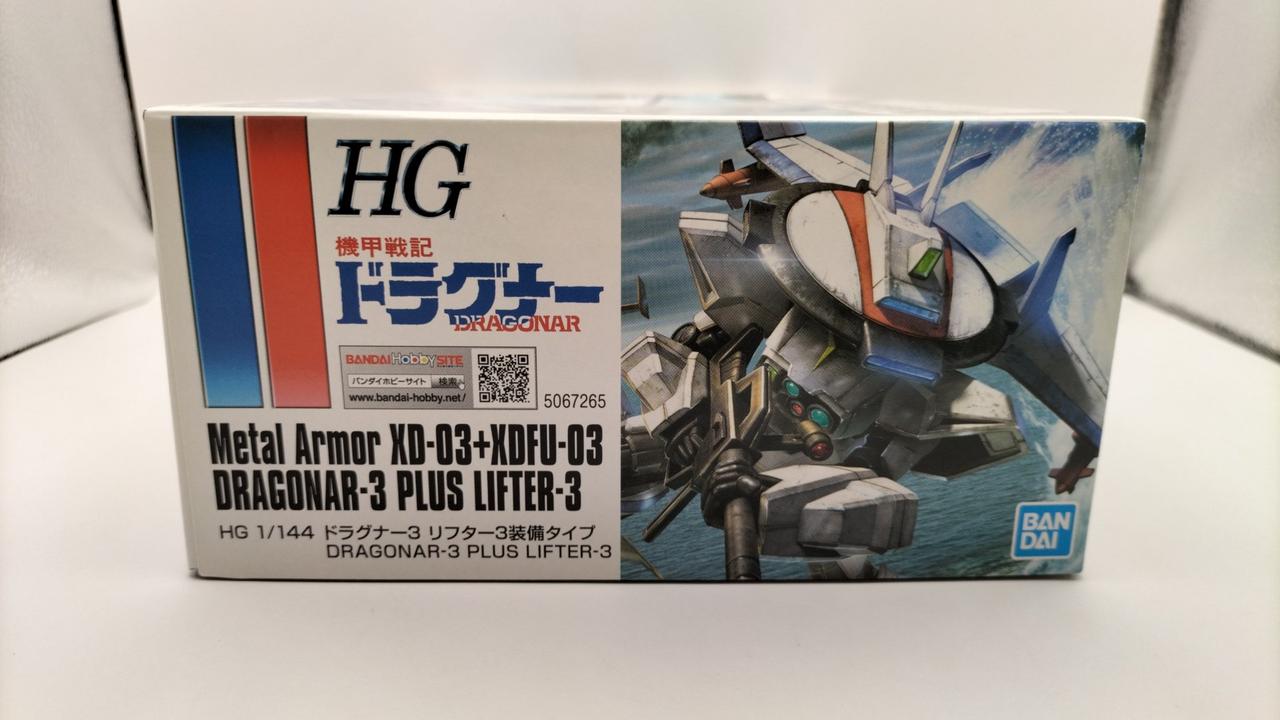 HG
機甲戦記
ドラグナー
DRAGONAR
BANDAI HobbySITE
バンダイホビーサイト 検索
www.bandai-hobby.net/
5067265
Metal Armor XD-03+XDFU-03
DRAGONAR-3 PLUS LIFTER-3
HG 1/144 ドラグナー3 リフター3装備タイプ
DRAGONAR-3 PLUS LIFTER-3
BAN
DAI